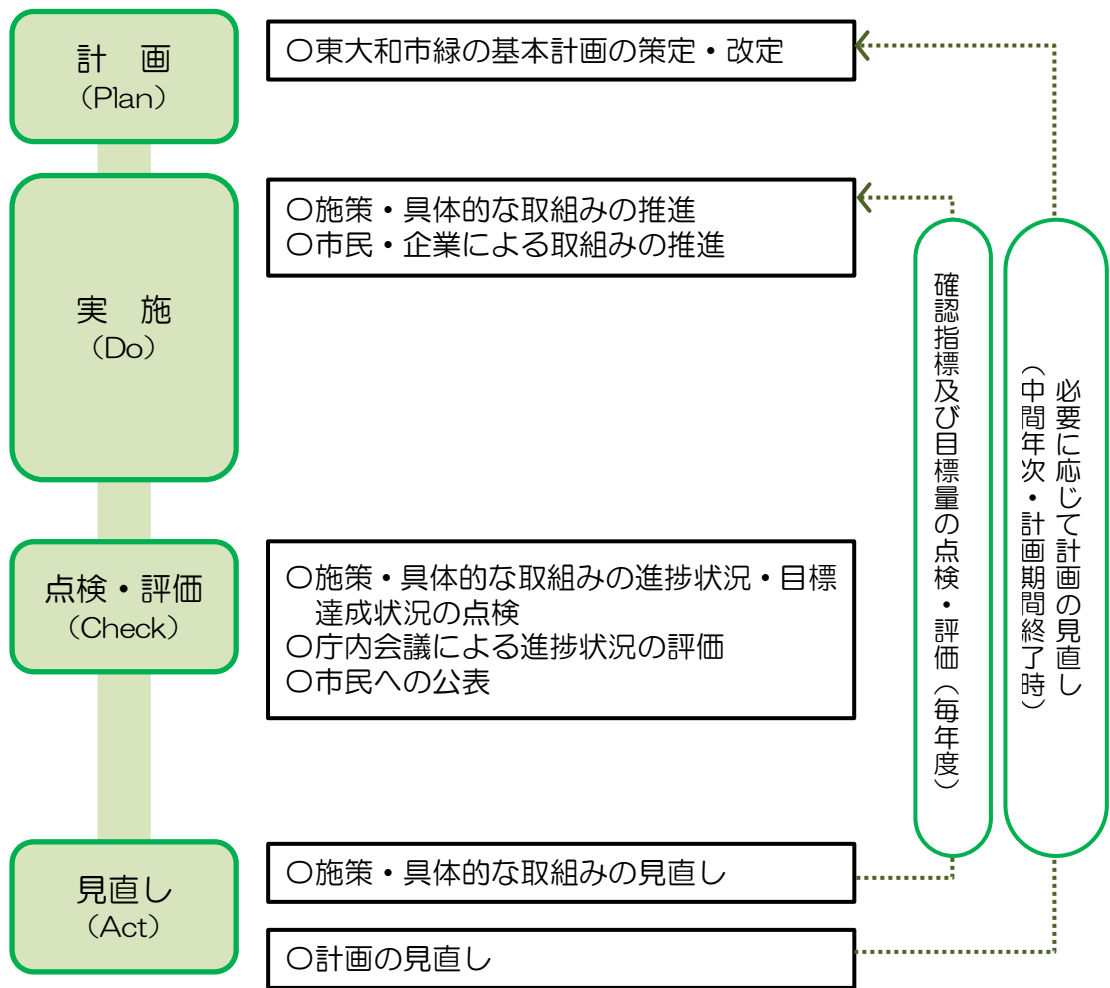 計　画
（Plan）
〇東大和市緑の基本計画の策定・改定
実　施
（Do）
〇施策・具体的な取組みの推進
〇市民・企業による取組みの推進
点検・評価
（Check）
〇施策・具体的な取組みの進捗状況・目標
達成状況の点検
〇庁内会議による進捗状況の評価
〇市民への公表
見直し
（Act）
〇施策・具体的な取組みの見直し
〇計画の見直し
確認指標及び目標量の点検・評価（毎年度）
必要に応じて計画の見直し
（中間年次・計画期間終了時）